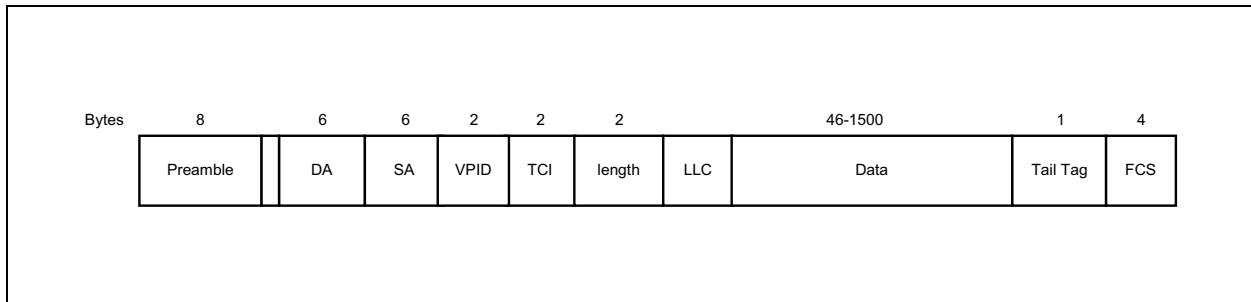 Bytes 8 6 6 2 2 2 46-1500 1 4
Preamble DA SA VPID TCI length LLC Data Tail Tag FCS